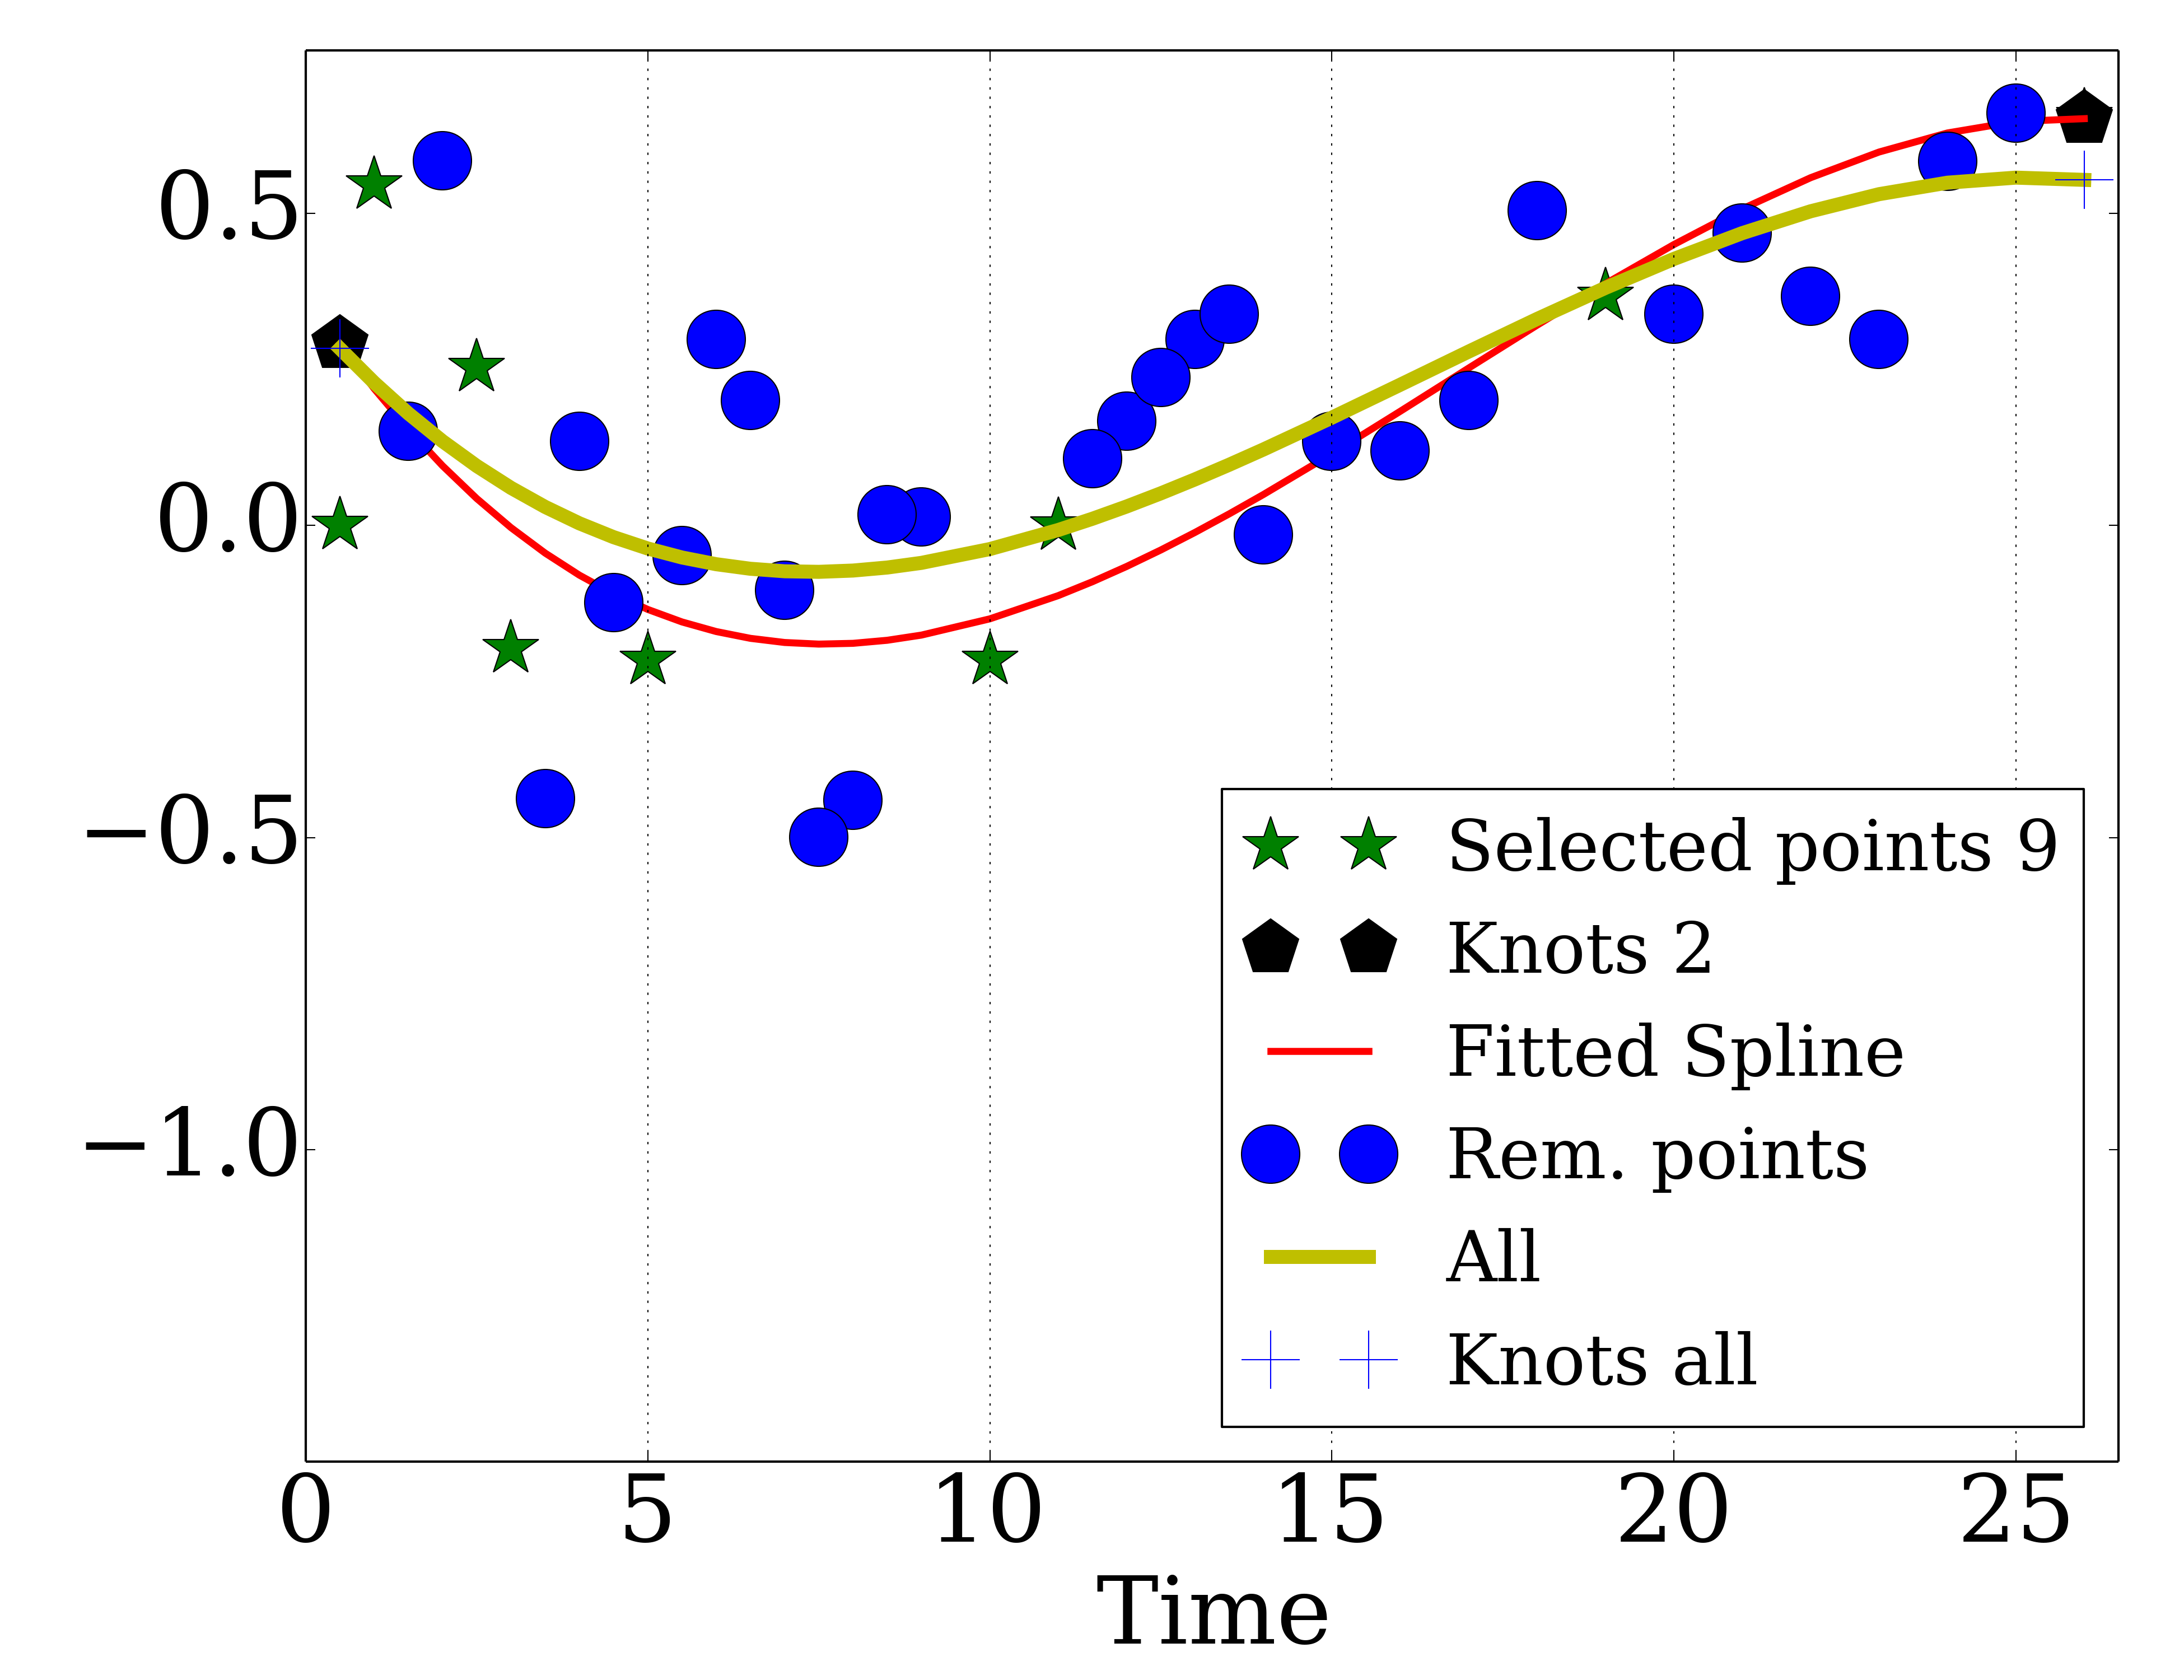 0.5
0.0
−0.5
−1.0
0 5 10 15 20 25
Time
Selected points 9
Knots 2
Fitted Spline
Rem. points
All
Knots all